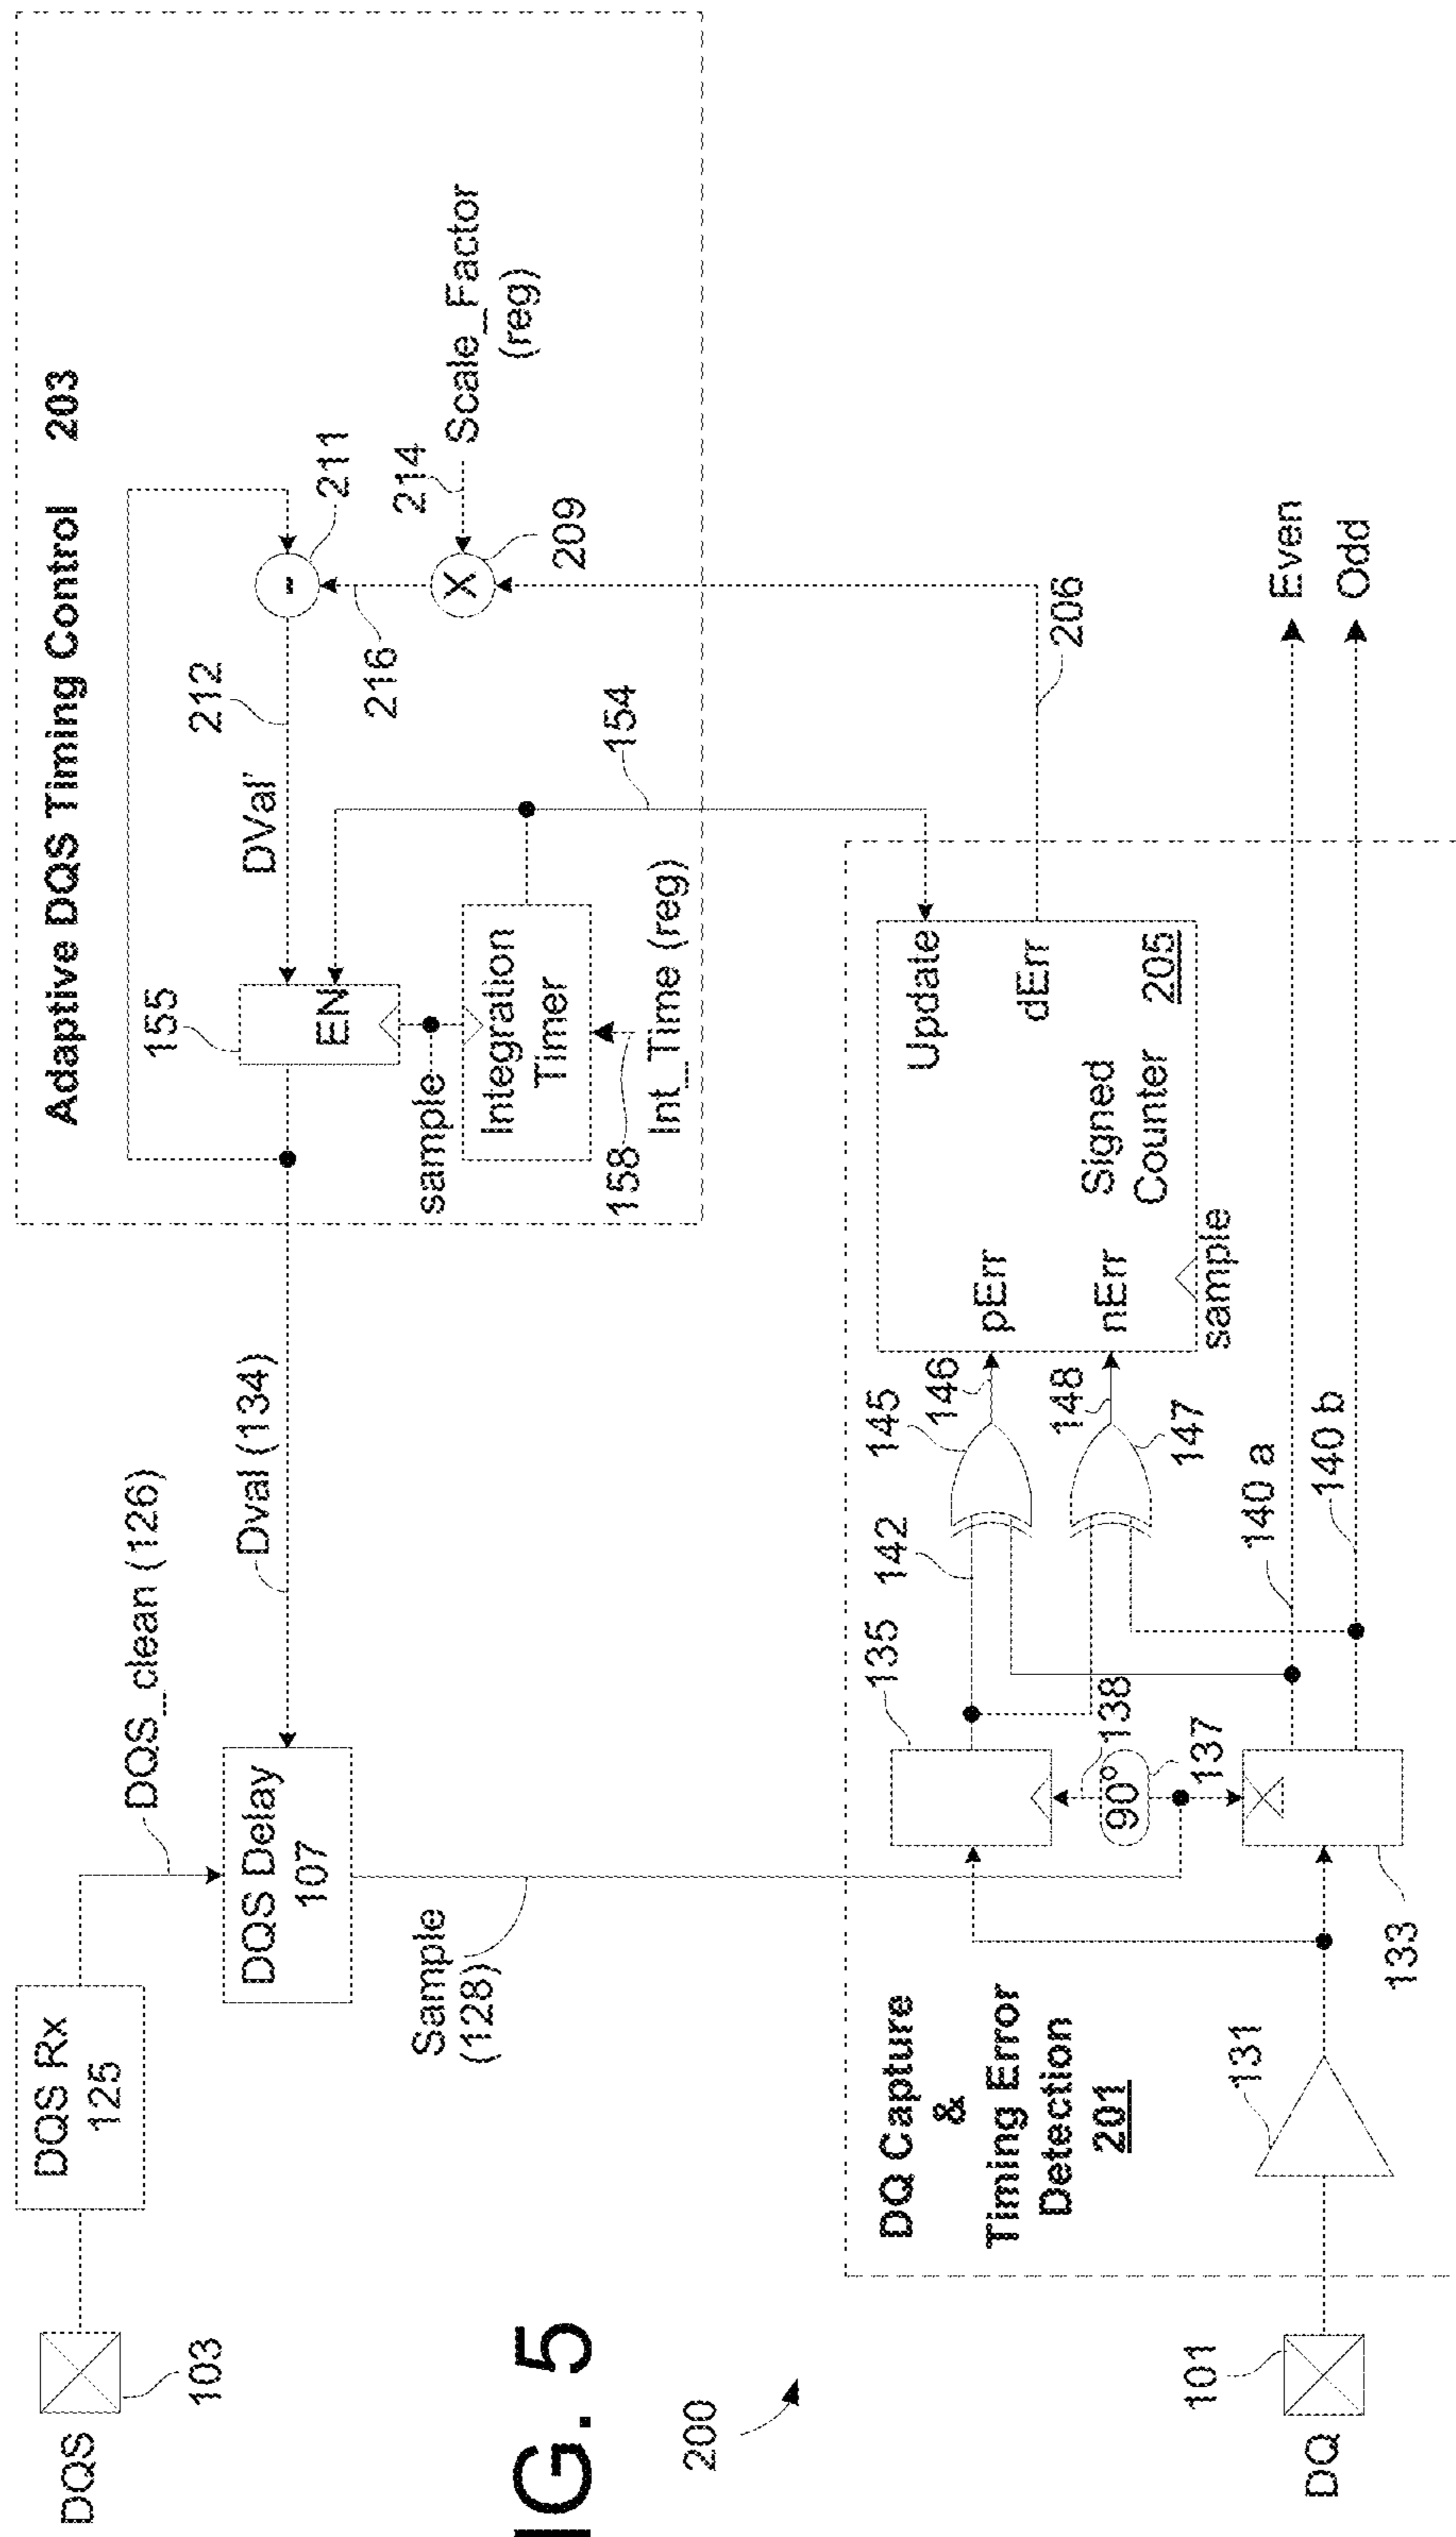 DQS
103
DQS Rx
125
DQS_clean (126)
DQS Delay
107
Dval (134)
Sample
(128)
Adaptive DQS Timing Control 203
155
EN
DVal'
212
211
216
214
Scale_Factor
(reg)
X
209
-
sample
Integration
Timer
158
Int_Time (reg)
154
206
IG. 5
200
DQ Capture
&
Timing Error
Detection
201
DQ
101
131
133
135
90°
138
137
142
145
146
148
147
140 a
140 b
pErr
nErr
Update
dErr
Signed
Counter
205
sample
Even
Odd